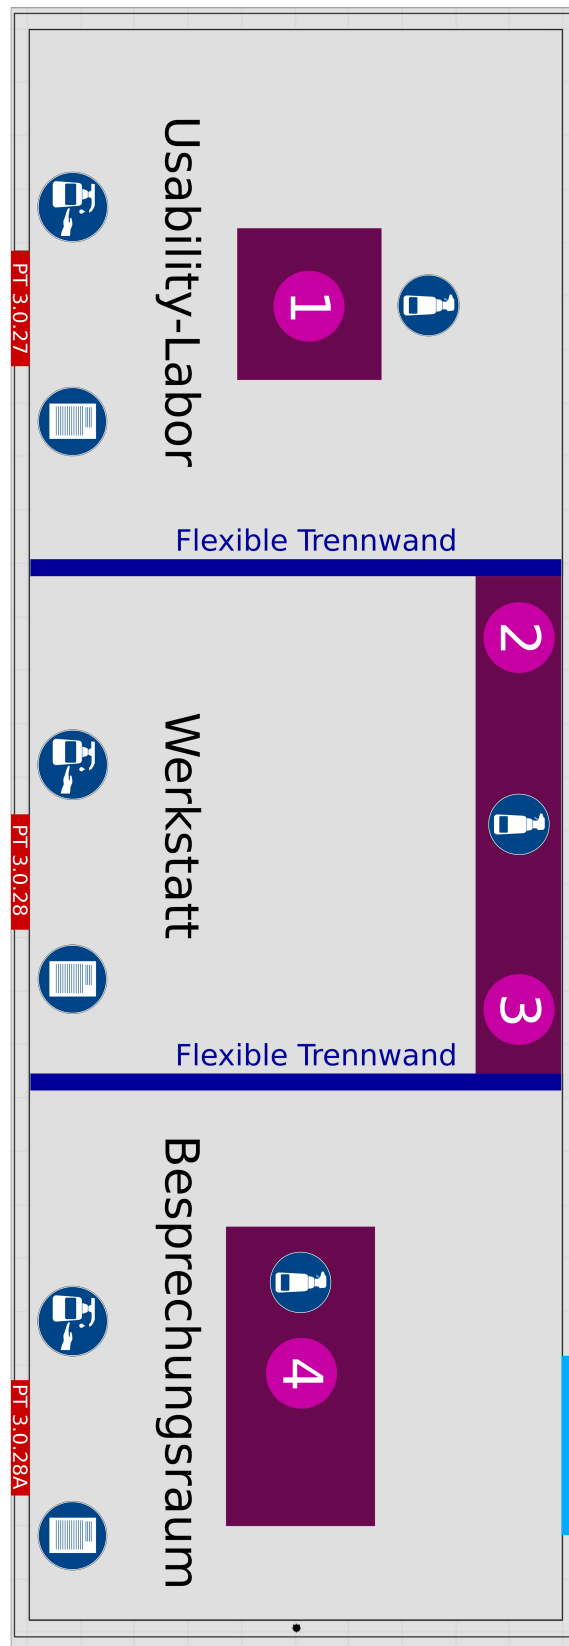 Usability-Labor
PT 3.0.27
1
Flexible Trennwand
2
Werkstatt
PT 3.0.28
3
Flexible Trennwand
Besprechungsraum
4
PT 3.0.28A